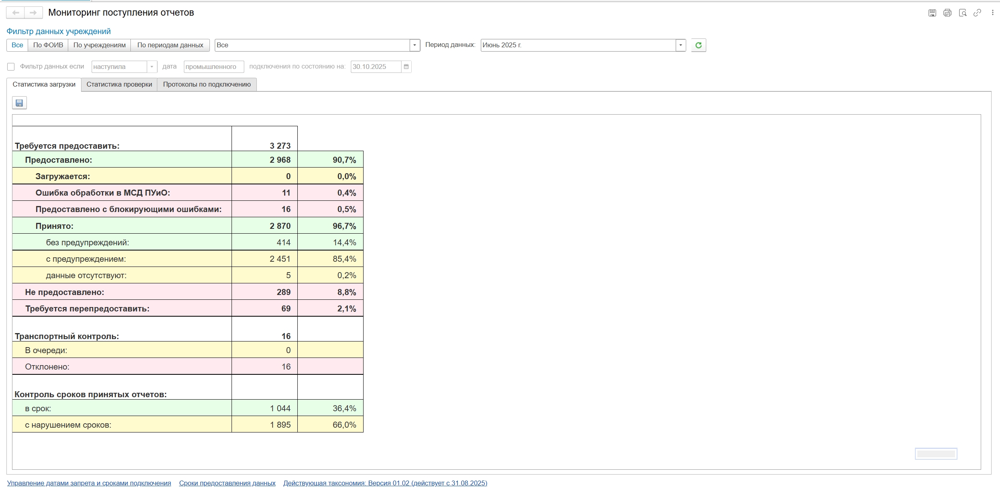 Мониторинг поступления отчетов
Фильтр данных учреждений
Все По ФОИВ По учреждениям По периодам данных Все Период данных: Июнь 2025 г.
Фильтр данных если наступила дата промышленного подключения по состоянию на: 30.10.2025
Статистика загрузки Статистика проверки Протоколы по подключению
Требуется предоставить: 3 273
Предоставлено: 2 968 90,7%
Загружается: 0 0,0%
Ошибка обработки в МСД ПУиО: 11 0,4%
Предоставлено с блокирующими ошибками: 16 0,5%
Принято: 2 870 96,7%
без предупреждений: 414 14,4%
с предупреждением: 2 451 85,4%
данные отсутствуют: 5 0,2%
Не предоставлено: 289 8,8%
Требуется перепредоставить: 69 2,1%
Транспортный контроль: 16
В очереди: 0
Отклонено: 16
Контроль сроков принятых отчетов:
в срок: 1 044 36,4%
с нарушением сроков: 1 895 66,0%
Управление датами запрета и сроками подключения Сроки предоставления данных Действующая таксономия: Версия 01.02 (действует с 31.08.2025)